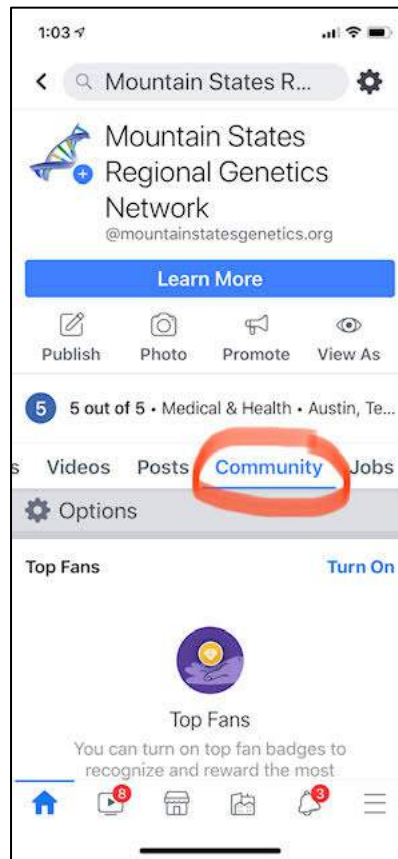 1:03
Mountain States R...
Mountain States
Regional Genetics
Network
@mountainstatesgenetics.org
Learn More
Publish Photo Promote View As
5 5 out of 5 • Medical & Health • Austin, Te...
s Videos Posts Community Jobs
Options
Top Fans Turn On
Top Fans
You can turn on top fan badges to
recognize and reward the most
8 3